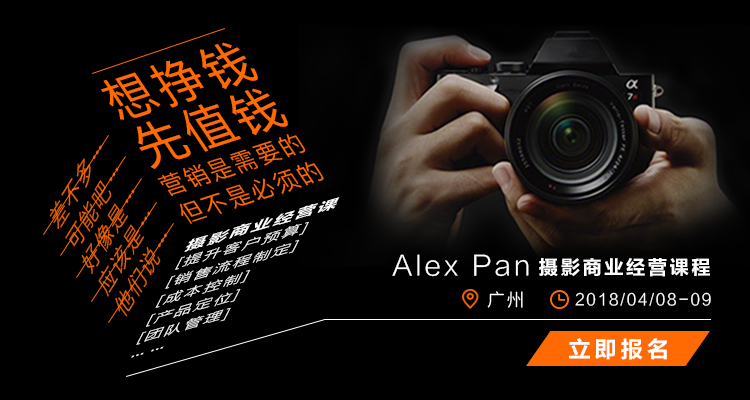 想挣钱
先值钱
营销是需要的
但不是必须的
差不多……
可能吧……
好像是……
应该是……
他们说……
摄影商业经营课
[提升客户预算]
[销售流程制定]
[成本控制]
[产品定位]
[团队管理]
... ...
α
7R
Alex Pan 摄影商业经营课程
广州 2018/04/08-09
立即报名